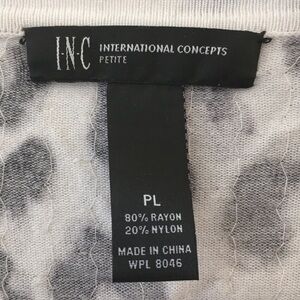 I·N·C INTERNATIONAL CONCEPTS
PETITE
PL
80% RAYON
20% NYLON
MADE IN CHINA
WPL 8046